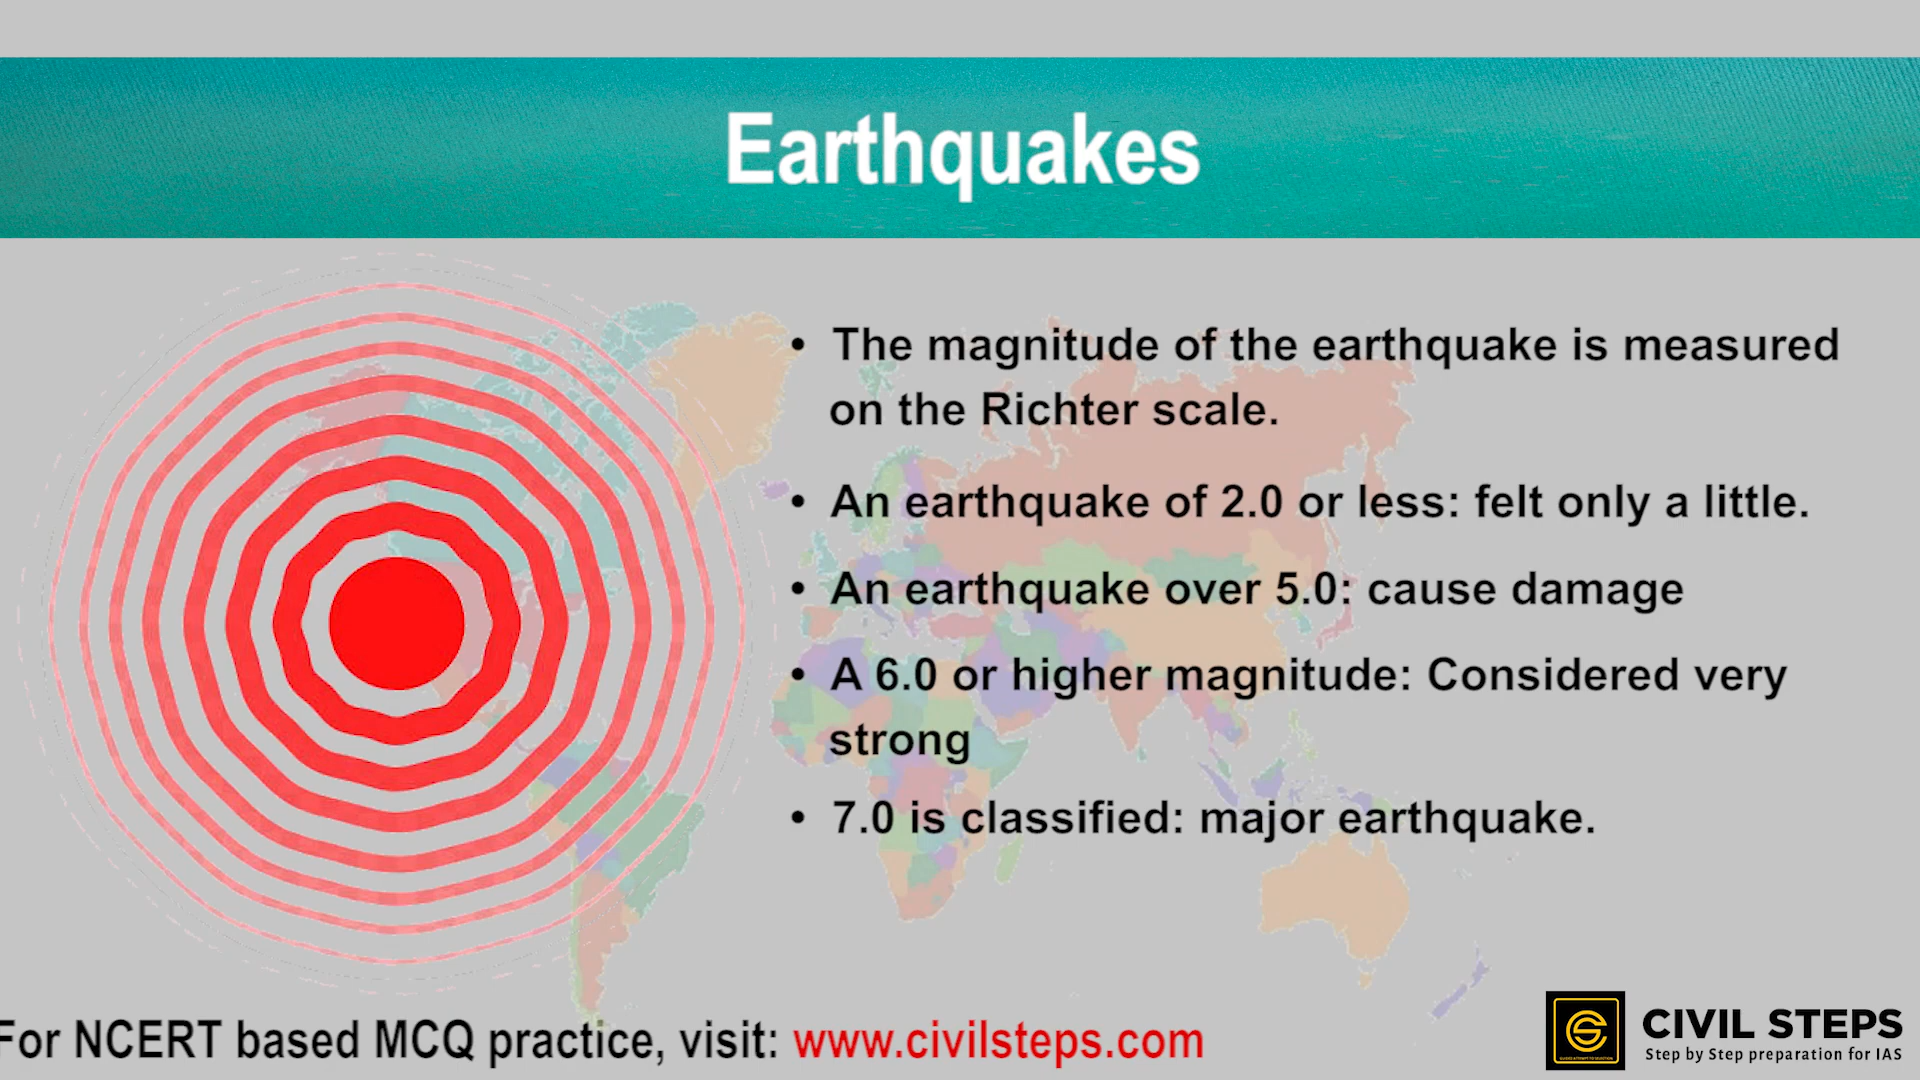 Earthquakes
• The magnitude of the earthquake is measured
on the Richter scale.
• An earthquake of 2.0 or less: felt only a little.
• An earthquake over 5.0: cause damage
• A 6.0 or higher magnitude: Considered very
strong
• 7.0 is classified: major earthquake.
For NCERT based MCQ practice, visit: www.civilsteps.com
CIVIL STEPS
Step by Step preparation for IAS